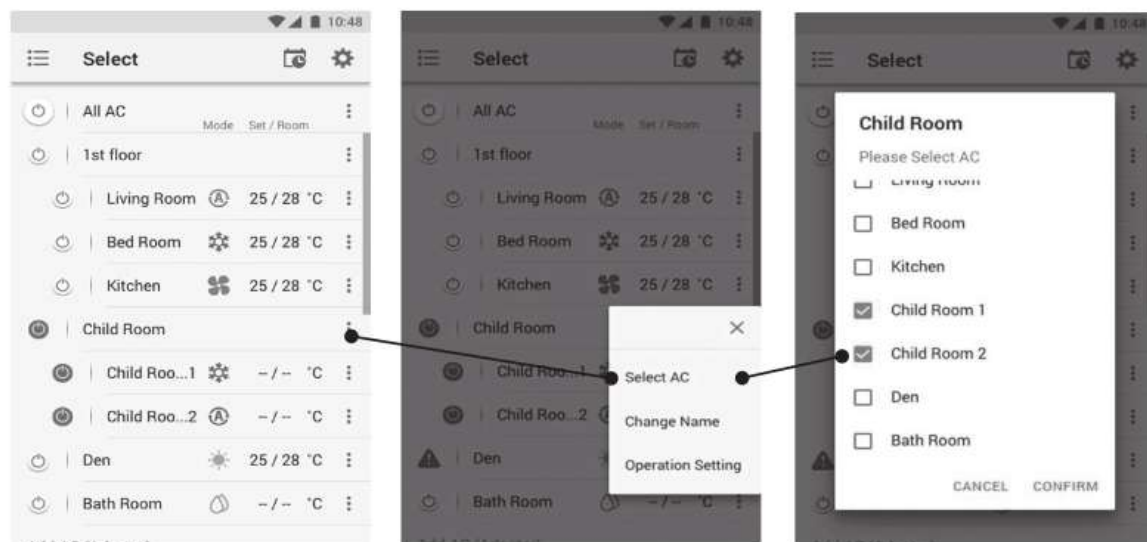 10:48
Select
All AC
Mode Set / Room
1st floor
Living Room 25 / 28 °C
Bed Room 25 / 28 °C
Kitchen 25 / 28 °C
Child Room
Child Roo...1 -- / -- °C
Child Roo...2 -- / -- °C
Den 25 / 28 °C
Bath Room -- / -- °C
10:48
Select
All AC
Mode Set / Room
1st floor
Living Room 25 / 28 °C
Bed Room 25 / 28 °C
Kitchen 25 / 28 °C
Child Room
Child Roo...1
Select AC
Child Roo...2
Change Name
Den
Operation Setting
Bath Room -- / -- °C
10:48
Select
Child Room
Please Select AC
Living Room
Bed Room
Kitchen
Child Room 1
Child Room 2
Den
Bath Room
CANCEL CONFIRM